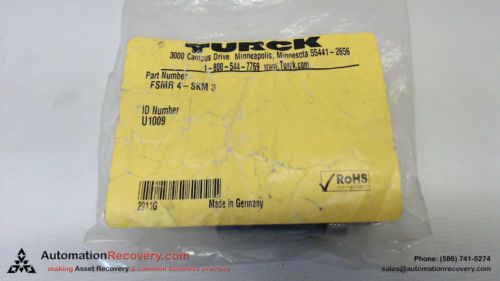 TURCK
3000 Campus Drive Minneapolis, Minnesota 55441-2656
1-800-544-7769 www.Turck.com
Part Number
FSMR 4-SKM 3
ID Number
U1009
RoHS
compliant
2911G
Made in Germany
AutomationRecovery.com
making Asset Recovery a common business practice
Phone: (586) 741-5274
sales@automationrecovery.com